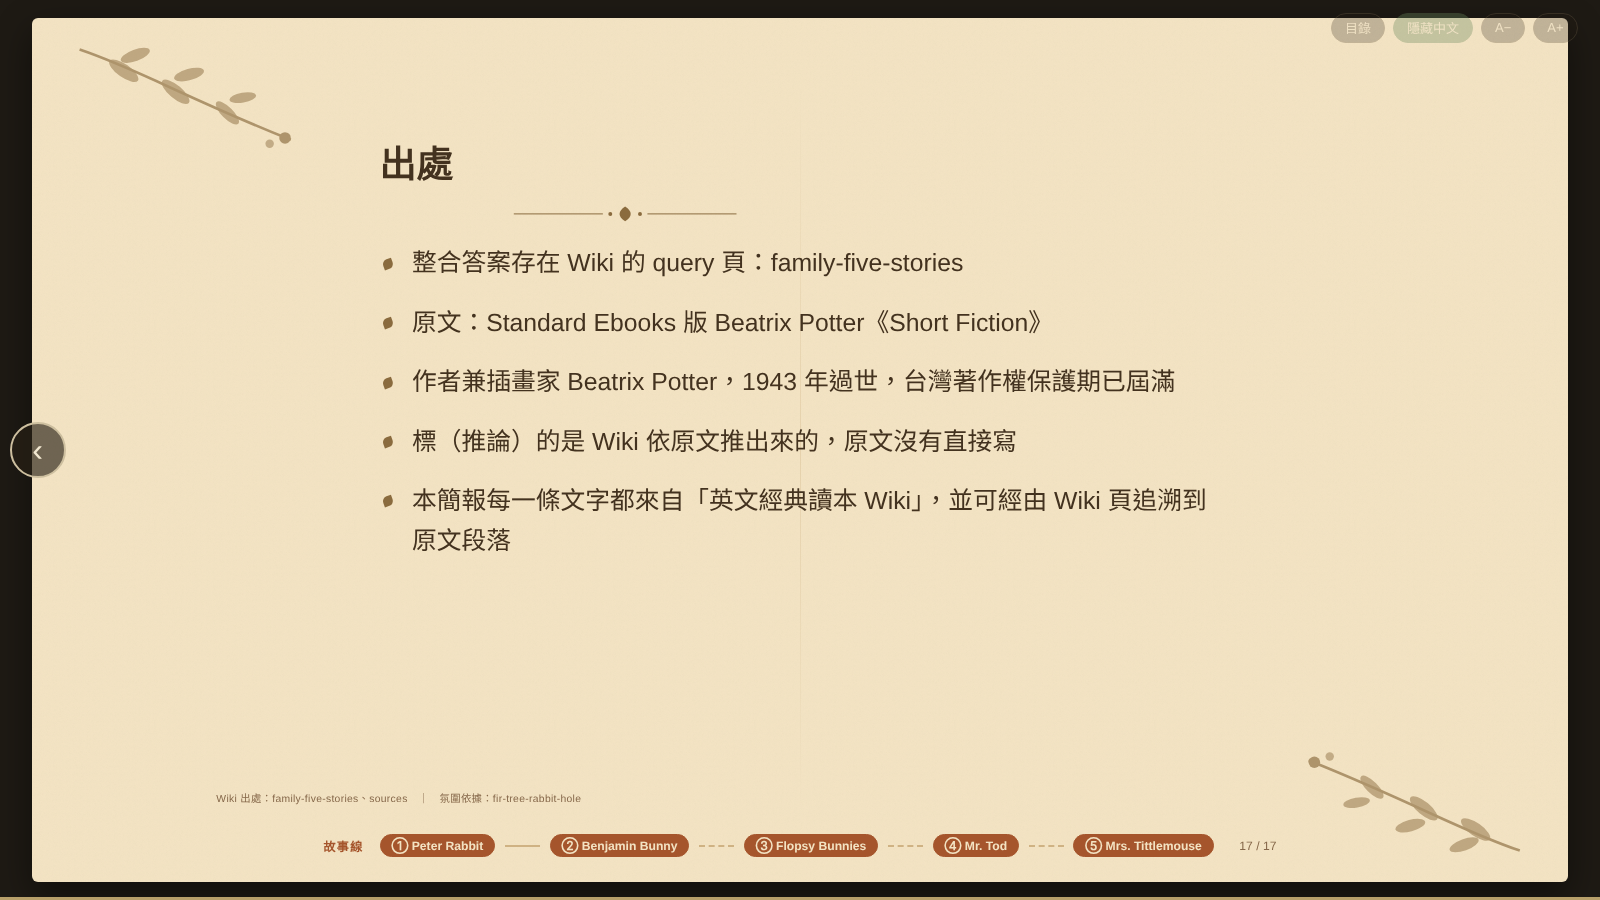 目錄 隱藏中文 A− A+
出處
整合答案存在 Wiki 的 query 頁：family-five-stories
原文：Standard Ebooks 版 Beatrix Potter《Short Fiction》
作者兼插畫家 Beatrix Potter，1943 年過世，台灣著作權保護期已屆滿
標（推論）的是 Wiki 依原文推出來的，原文沒有直接寫
本簡報每一條文字都來自「英文經典讀本 Wiki」，並可經由 Wiki 頁追溯到
原文段落
‹
Wiki 出處：family-five-stories、sources ｜ 氛圍依據：fir-tree-rabbit-hole
故事線 ① Peter Rabbit ② Benjamin Bunny ③ Flopsy Bunnies ④ Mr. Tod ⑤ Mrs. Tittlemouse 17 / 17